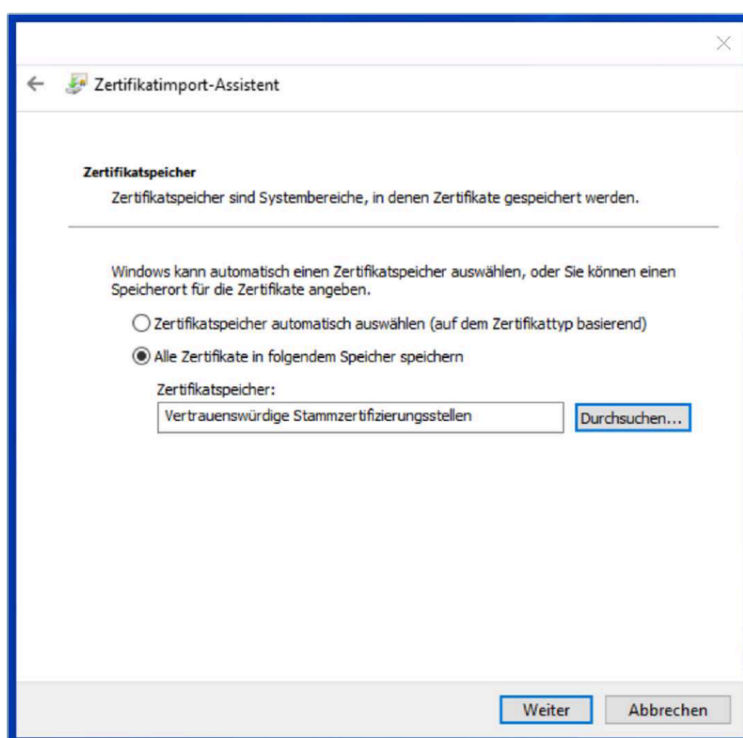 Zertifikatimport-Assistent
Zertifikatspeicher
Zertifikatspeicher sind Systembereiche, in denen Zertifikate gespeichert werden.
Windows kann automatisch einen Zertifikatspeicher auswählen, oder Sie können einen
Speicherort für die Zertifikate angeben.
Zertifikatspeicher automatisch auswählen (auf dem Zertifikattyp basierend)
Alle Zertifikate in folgendem Speicher speichern
Zertifikatspeicher:
Vertrauenswürdige Stammzertifizierungsstellen
Durchsuchen...
Weiter
Abbrechen